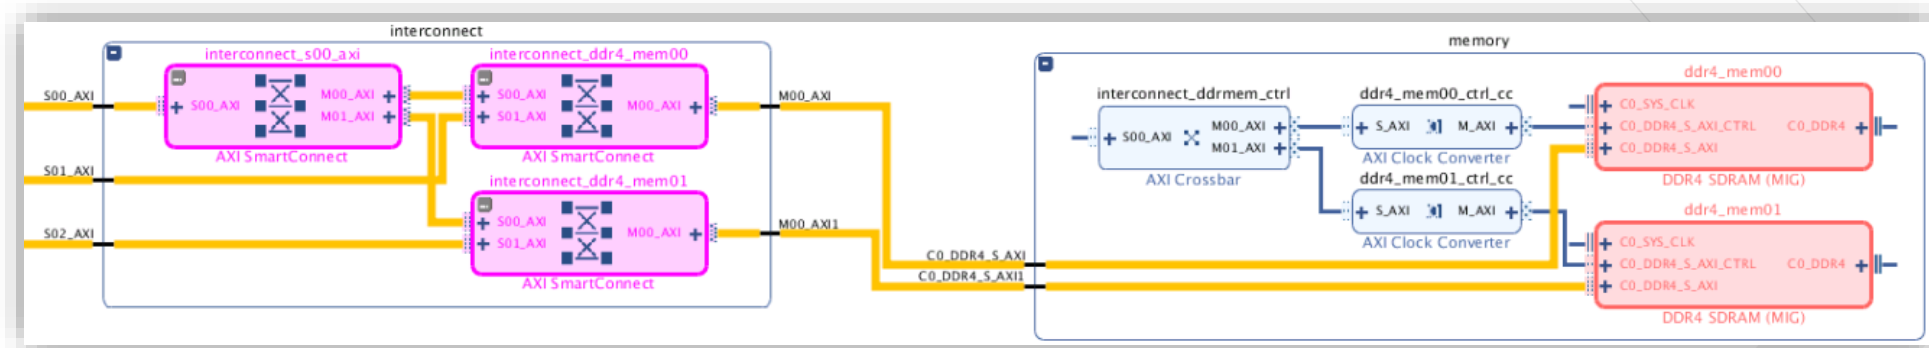 interconnect
interconnect_s00_axi
S00_AXI
M00_AXI
M01_AXI
AXI SmartConnect
interconnect_ddr4_mem00
S00_AXI
S01_AXI
M00_AXI
AXI SmartConnect
interconnect_ddr4_mem01
S00_AXI
S01_AXI
M00_AXI
AXI SmartConnect
S00_AXI
S01_AXI
S02_AXI
M00_AXI
M00_AXI1
C0_DDR4_S_AXI
C0_DDR4_S_AXI1
memory
interconnect_ddrmem_ctrl
S00_AXI
M00_AXI
M01_AXI
AXI Crossbar
ddr4_mem00_ctrl_cc
S_AXI
M_AXI
AXI Clock Converter
ddr4_mem01_ctrl_cc
S_AXI
M_AXI
AXI Clock Converter
ddr4_mem00
C0_SYS_CLK
C0_DDR4_S_AXI_CTRL
C0_DDR4
C0_DDR4_S_AXI
DDR4 SDRAM (MIG)
ddr4_mem01
C0_SYS_CLK
C0_DDR4_S_AXI_CTRL
C0_DDR4
C0_DDR4_S_AXI
DDR4 SDRAM (MIG)